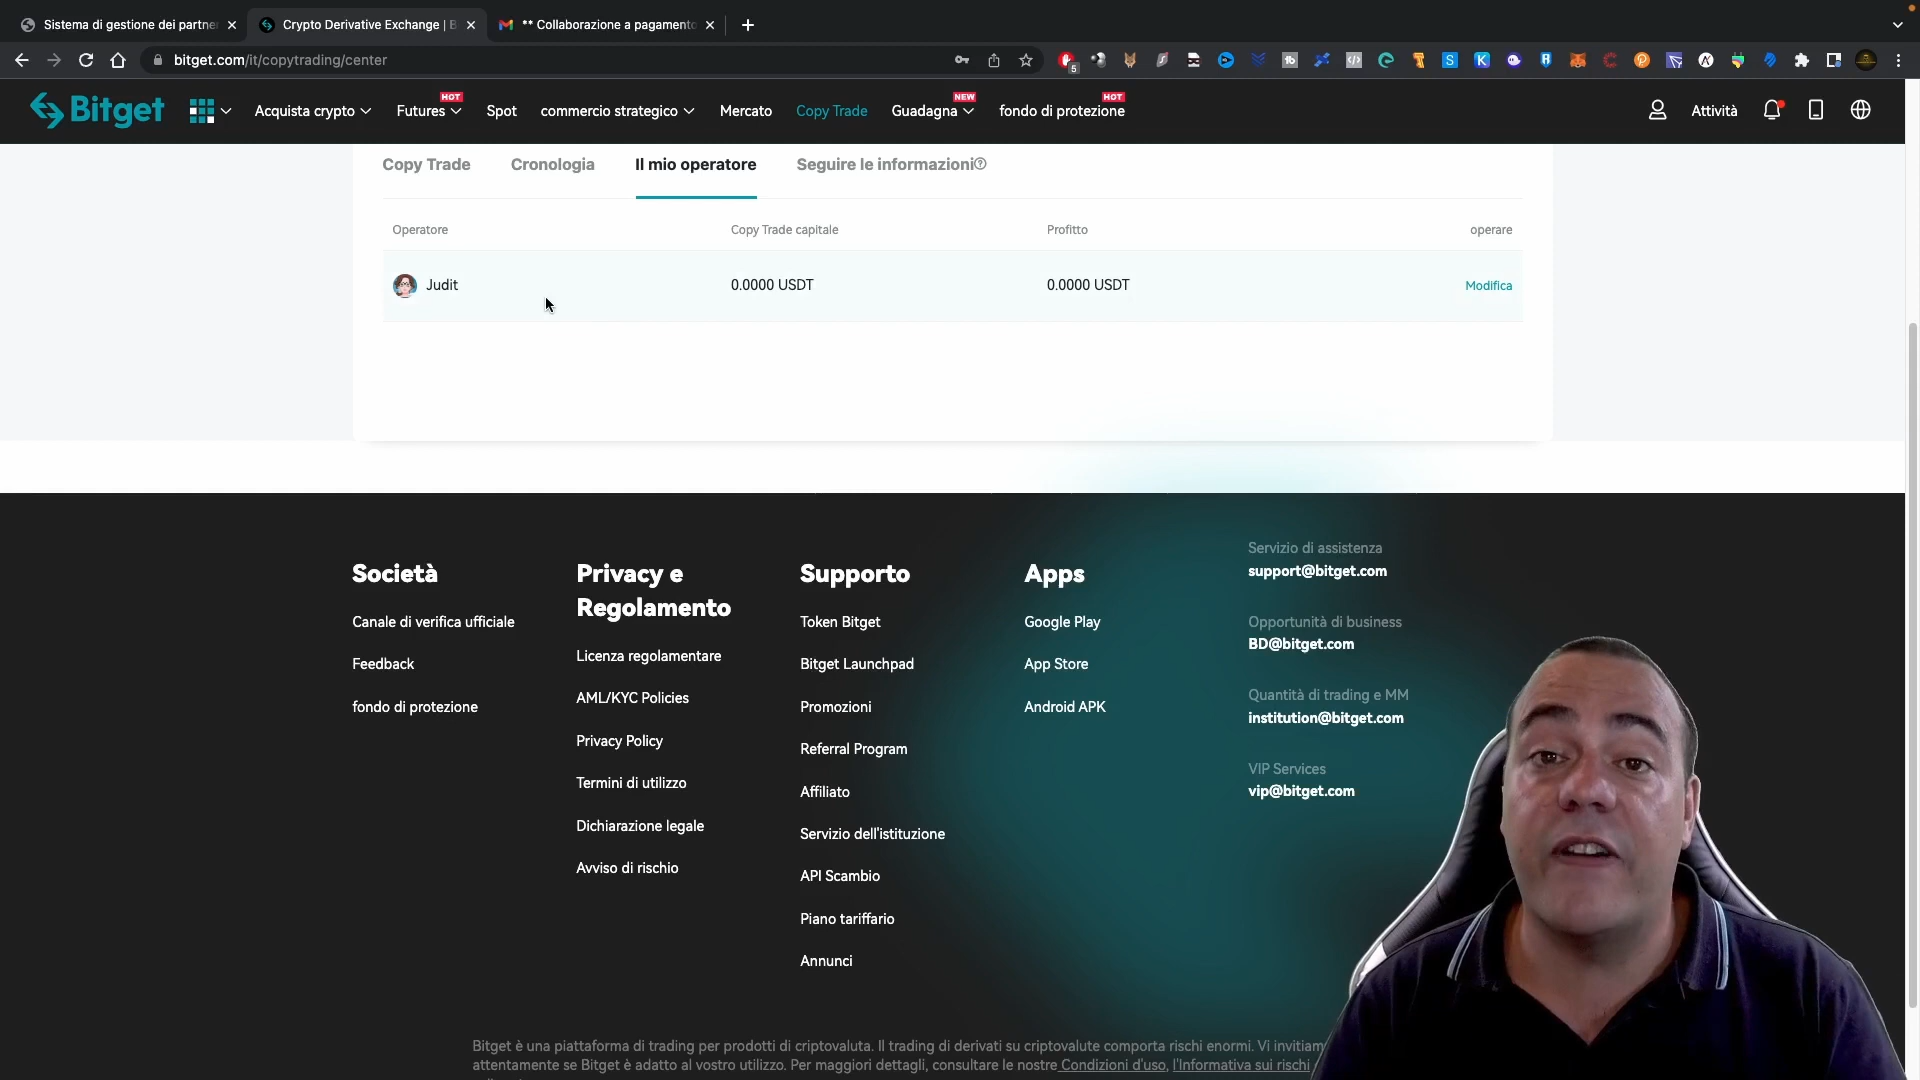 Sistema di gestione dei partne
Crypto Derivative Exchange | B
** Collaborazione a pagamento
bitget.com/it/copytrading/center
5
Bitget
Acquista crypto
Futures
HOT
Spot
commercio strategico
Mercato
Copy Trade
Guadagna
NEW
fondo di protezione
HOT
Attività
Copy Trade
Cronologia
Il mio operatore
Seguire le informazioni
Operatore
Copy Trade capitale
Profitto
operare
Judit
0.0000 USDT
0.0000 USDT
Modifica
Società
Canale di verifica ufficiale
Feedback
fondo di protezione
Privacy e
Regolamento
Licenza regolamentare
AML/KYC Policies
Privacy Policy
Termini di utilizzo
Dichiarazione legale
Avviso di rischio
Supporto
Token Bitget
Bitget Launchpad
Promozioni
Referral Program
Affiliato
Servizio dell'istituzione
API Scambio
Piano tariffario
Annunci
Apps
Google Play
App Store
Android APK
Servizio di assistenza
support@bitget.com
Opportunità di business
BD@bitget.com
Quantità di trading e MM
institution@bitget.com
VIP Services
vip@bitget.com
Bitget è una piattaforma di trading per prodotti di criptovaluta. Il trading di derivati su criptovalute comporta rischi enormi. Vi invitiam
attentamente se Bitget è adatto al vostro utilizzo. Per maggiori dettagli, consultare le nostre Condizioni d'uso, l'Informativa sui rischi